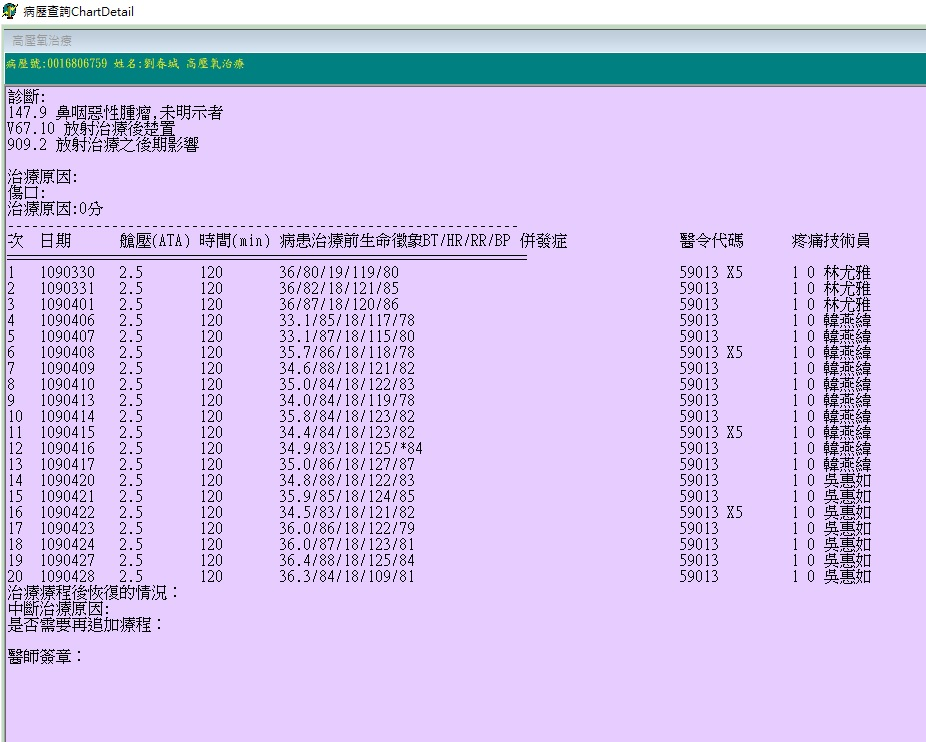 病歷查詢ChartDetail
高壓氧治療
病歷號:0016806759 姓名:劉春城 高壓氧治療
診斷:
147.9 鼻咽惡性腫瘤,未明示者
V67.10 放射治療後楚置
909.2 放射治療之後期影響
治療原因:
傷口:
治療原因:0分
------------------------------------------------------------
次 日期 艙壓(ATA) 時間(min) 病患治療前生命徵象BT/HR/RR/BP 併發症 醫令代碼 疼痛技術員
============================================================
1 1090330 2.5 120 36/80/19/119/80 59013 X5 1 0 林尤雅
2 1090331 2.5 120 36/82/18/121/85 59013 1 0 林尤雅
3 1090401 2.5 120 36/87/18/120/86 59013 1 0 林尤雅
4 1090406 2.5 120 33.1/85/18/117/78 59013 1 0 韓燕緯
5 1090407 2.5 120 33.1/87/18/115/80 59013 1 0 韓燕緯
6 1090408 2.5 120 35.7/86/18/118/78 59013 X5 1 0 韓燕緯
7 1090409 2.5 120 34.6/88/18/121/82 59013 1 0 韓燕緯
8 1090410 2.5 120 35.0/84/18/122/83 59013 1 0 韓燕緯
9 1090413 2.5 120 34.0/84/18/119/78 59013 1 0 韓燕緯
10 1090414 2.5 120 35.8/84/18/123/82 59013 1 0 韓燕緯
11 1090415 2.5 120 34.4/84/18/123/82 59013 X5 1 0 韓燕緯
12 1090416 2.5 120 34.9/83/18/125/*84 59013 1 0 韓燕緯
13 1090417 2.5 120 35.0/86/18/127/87 59013 1 0 韓燕緯
14 1090420 2.5 120 34.8/88/18/122/83 59013 1 0 吳惠如
15 1090421 2.5 120 35.9/85/18/124/85 59013 1 0 吳惠如
16 1090422 2.5 120 34.5/83/18/121/82 59013 X5 1 0 吳惠如
17 1090423 2.5 120 36.0/86/18/122/79 59013 1 0 吳惠如
18 1090424 2.5 120 36.0/87/18/123/81 59013 1 0 吳惠如
19 1090427 2.5 120 36.4/88/18/125/84 59013 1 0 吳惠如
20 1090428 2.5 120 36.3/84/18/109/81 59013 1 0 吳惠如
治療療程後恢復的情況：
中斷治療原因:
是否需要再追加療程：
醫師簽章：